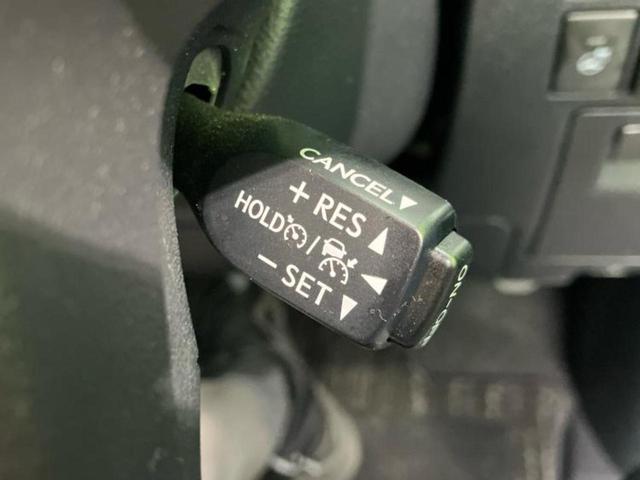 CANCEL▼
+ RES ▲
HOLD / ◀
− SET ▼